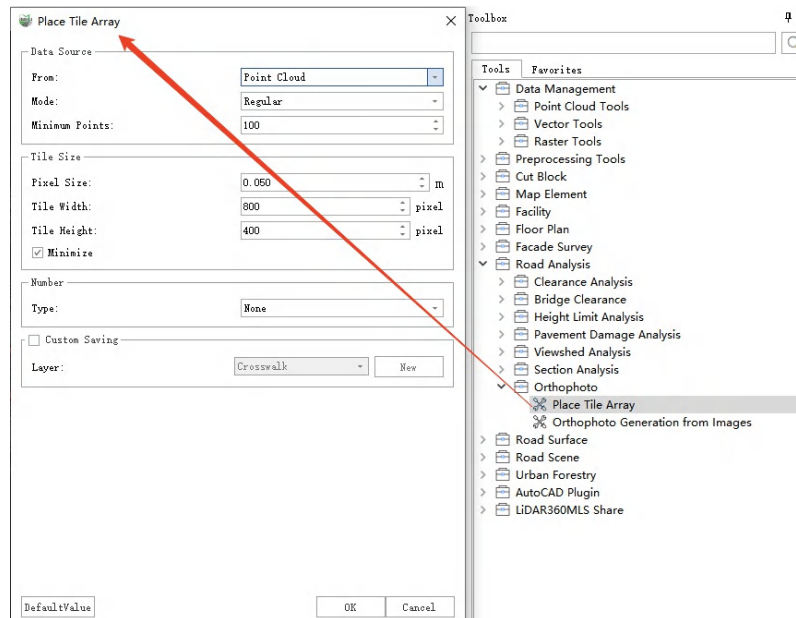 Place Tile Array
Data Source
From: Point Cloud
Mode: Regular
Minimum Points: 100
Tile Size
Pixel Size: 0.050 m
Tile Width: 800 pixel
Tile Height: 400 pixel
Minimize
Number
Type: None
Custom Saving
Layer: Crosswalk New
DefaultValue OK Cancel
Toolbox
Tools Favorites
Data Management
Point Cloud Tools
Vector Tools
Raster Tools
Preprocessing Tools
Cut Block
Map Element
Facility
Floor Plan
Facade Survey
Road Analysis
Clearance Analysis
Bridge Clearance
Height Limit Analysis
Pavement Damage Analysis
Viewshed Analysis
Section Analysis
Orthophoto
Place Tile Array
Orthophoto Generation from Images
Road Surface
Road Scene
Urban Forestry
AutoCAD Plugin
LiDAR360MLS Share